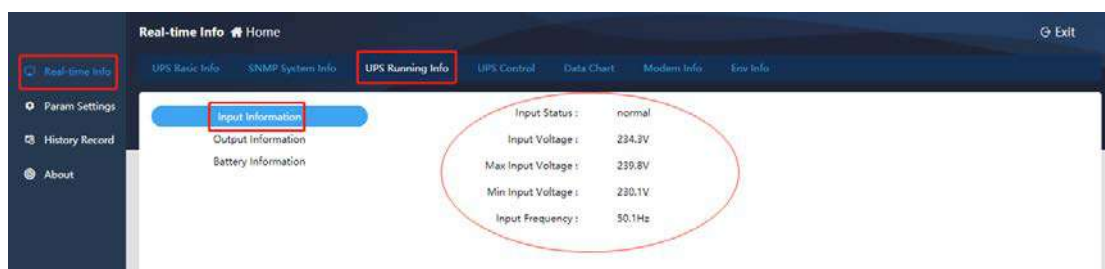 Real-time Info Home Exit
Real-time Info
UPS Basic Info SNMP System Info UPS Running Info UPS Control Data Chart Modem Info Env Info
Param Settings
History Record
About
Input Information
Output Information
Battery Information
Input Status : normal
Input Voltage : 234.3V
Max Input Voltage : 239.8V
Min Input Voltage : 230.1V
Input Frequency : 50.1Hz